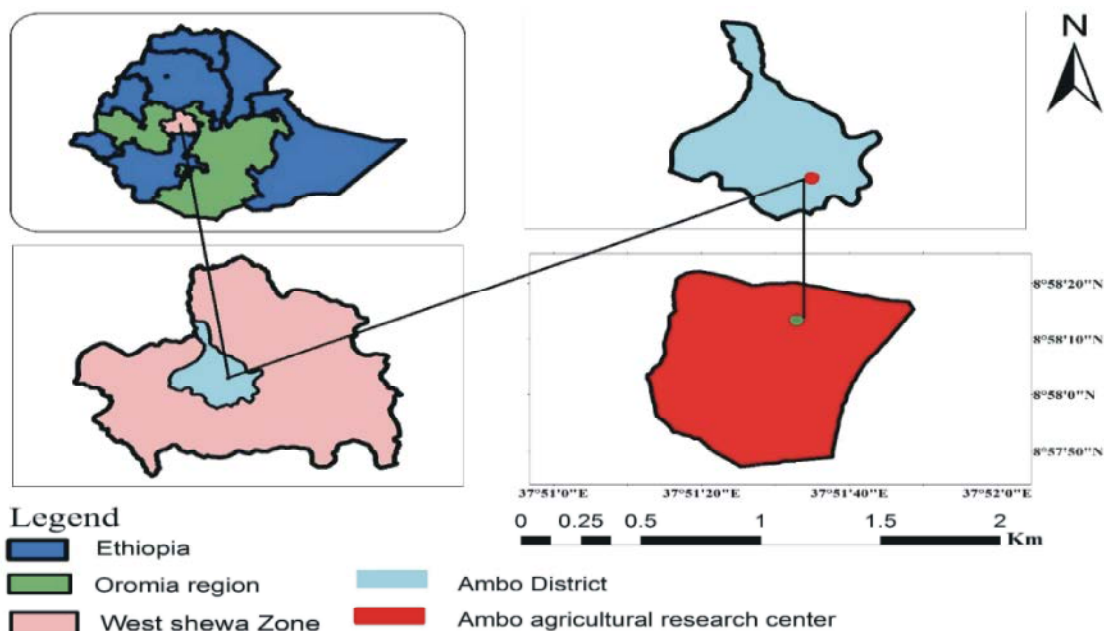 N
8°58'20"N
8°58'10"N
8°58'0"N
8°57'50"N
37°51'0"E
37°51'20"E
37°51'40"E
37°52'0"E
Legend
0 0.25 0.5 1 1.5 2
Km
Ethiopia
Oromia region
West shewa Zone
Ambo District
Ambo agricultural research center